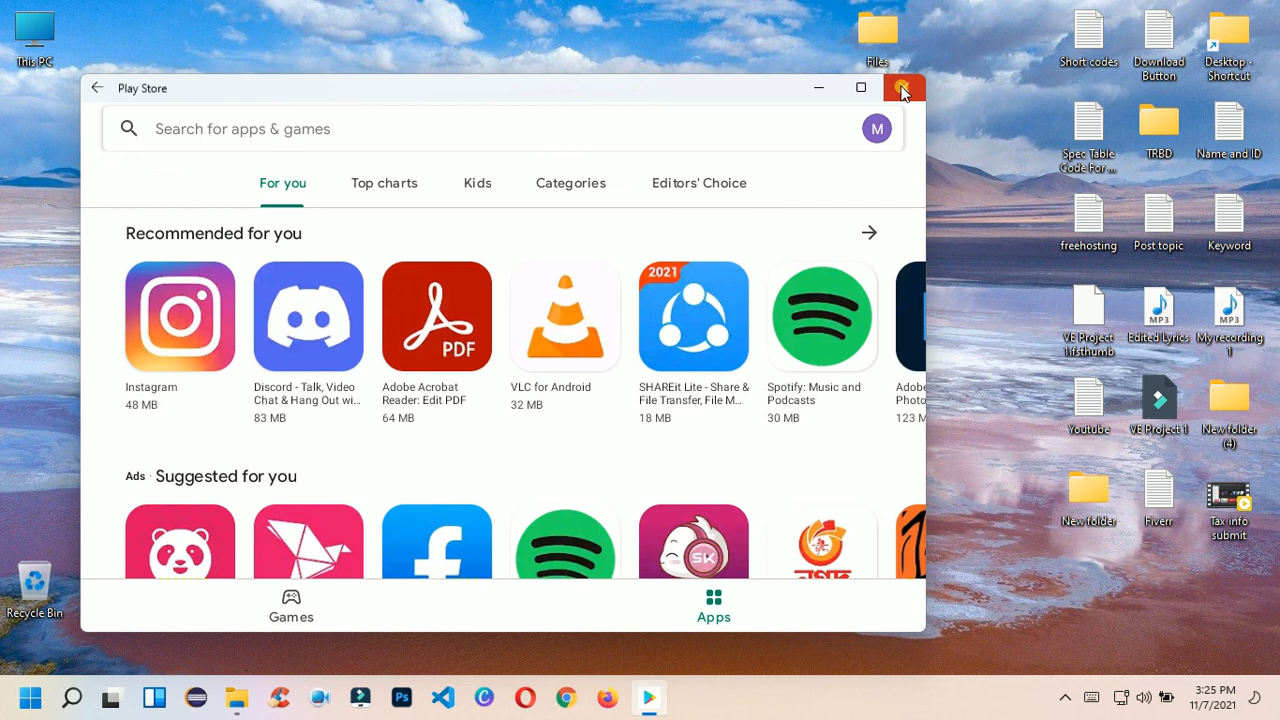 This PC
Files
Short codes
Download
Button
Desktop -
Shortcut
Play Store
Search for apps & games
M
Spec Table
Code For ...
TRBD
Name and ID
For you
Top charts
Kids
Categories
Editors' Choice
freehosting
Post topic
Keyword
Recommended for you
2021
PDF
Instagram
48 MB
Discord - Talk, Video
Chat & Hang Out wi...
83 MB
Adobe Acrobat
Reader: Edit PDF
64 MB
VLC for Android
32 MB
SHAREit Lite - Share &
File Transfer, File M...
18 MB
Spotify: Music and
Podcasts
30 MB
Adobe
Photo
123 M
MP3
MP3
VE Project
1.fsthumb
Edited Lyrics
My recording
1
Youtube
VE Project 1
New folder
(4)
Ads · Suggested for you
SK
New folder
Fiverr
Tax info
submit
Recycle Bin
Games
Apps
Ps
3:25 PM
11/7/2021